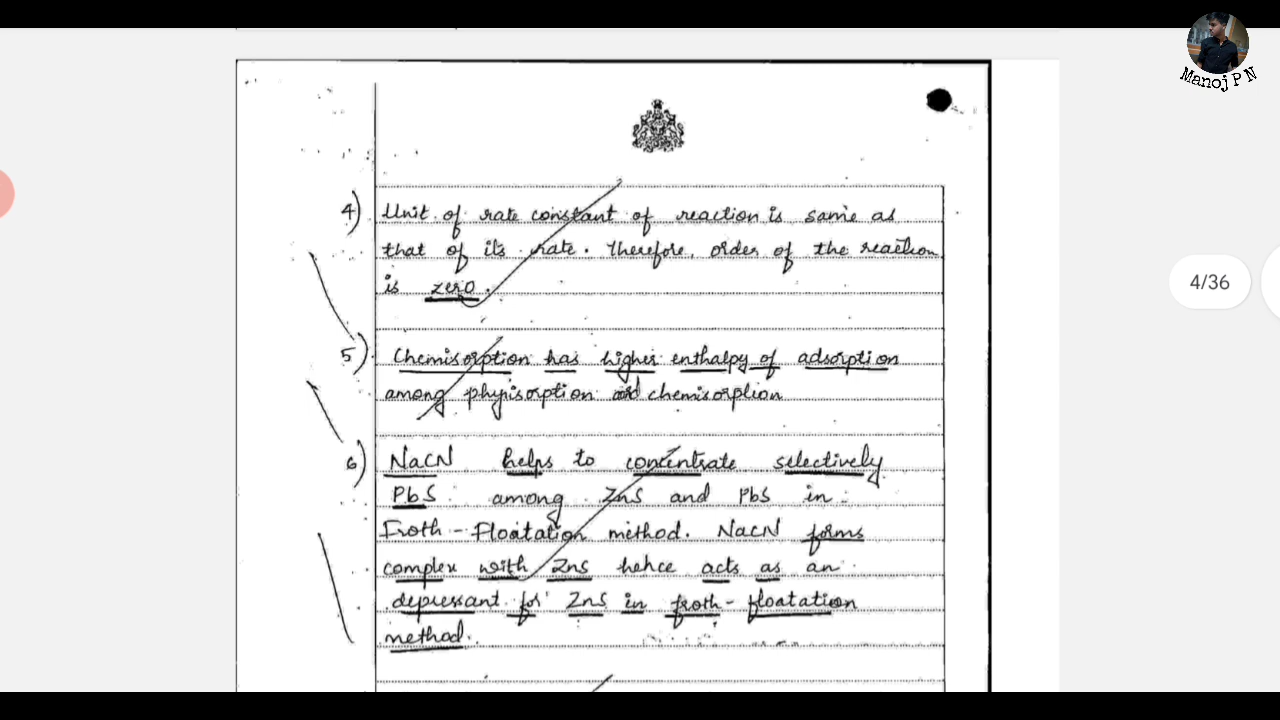 Manoj P N
4) Unit of rate constant of reaction is same as
that of its rate. Therefore, order of the reaction
is zero.
5) Chemisorption has higher enthalpy of adsorption
among phyisorption and chemisorption
6) NaCN helps to concentrate selectively
PbS among ZnS and PbS in
Froth-Floatation method. NaCN forms
complex with ZnS hence acts as an
depressant for ZnS in froth-floatation
method.
4/36